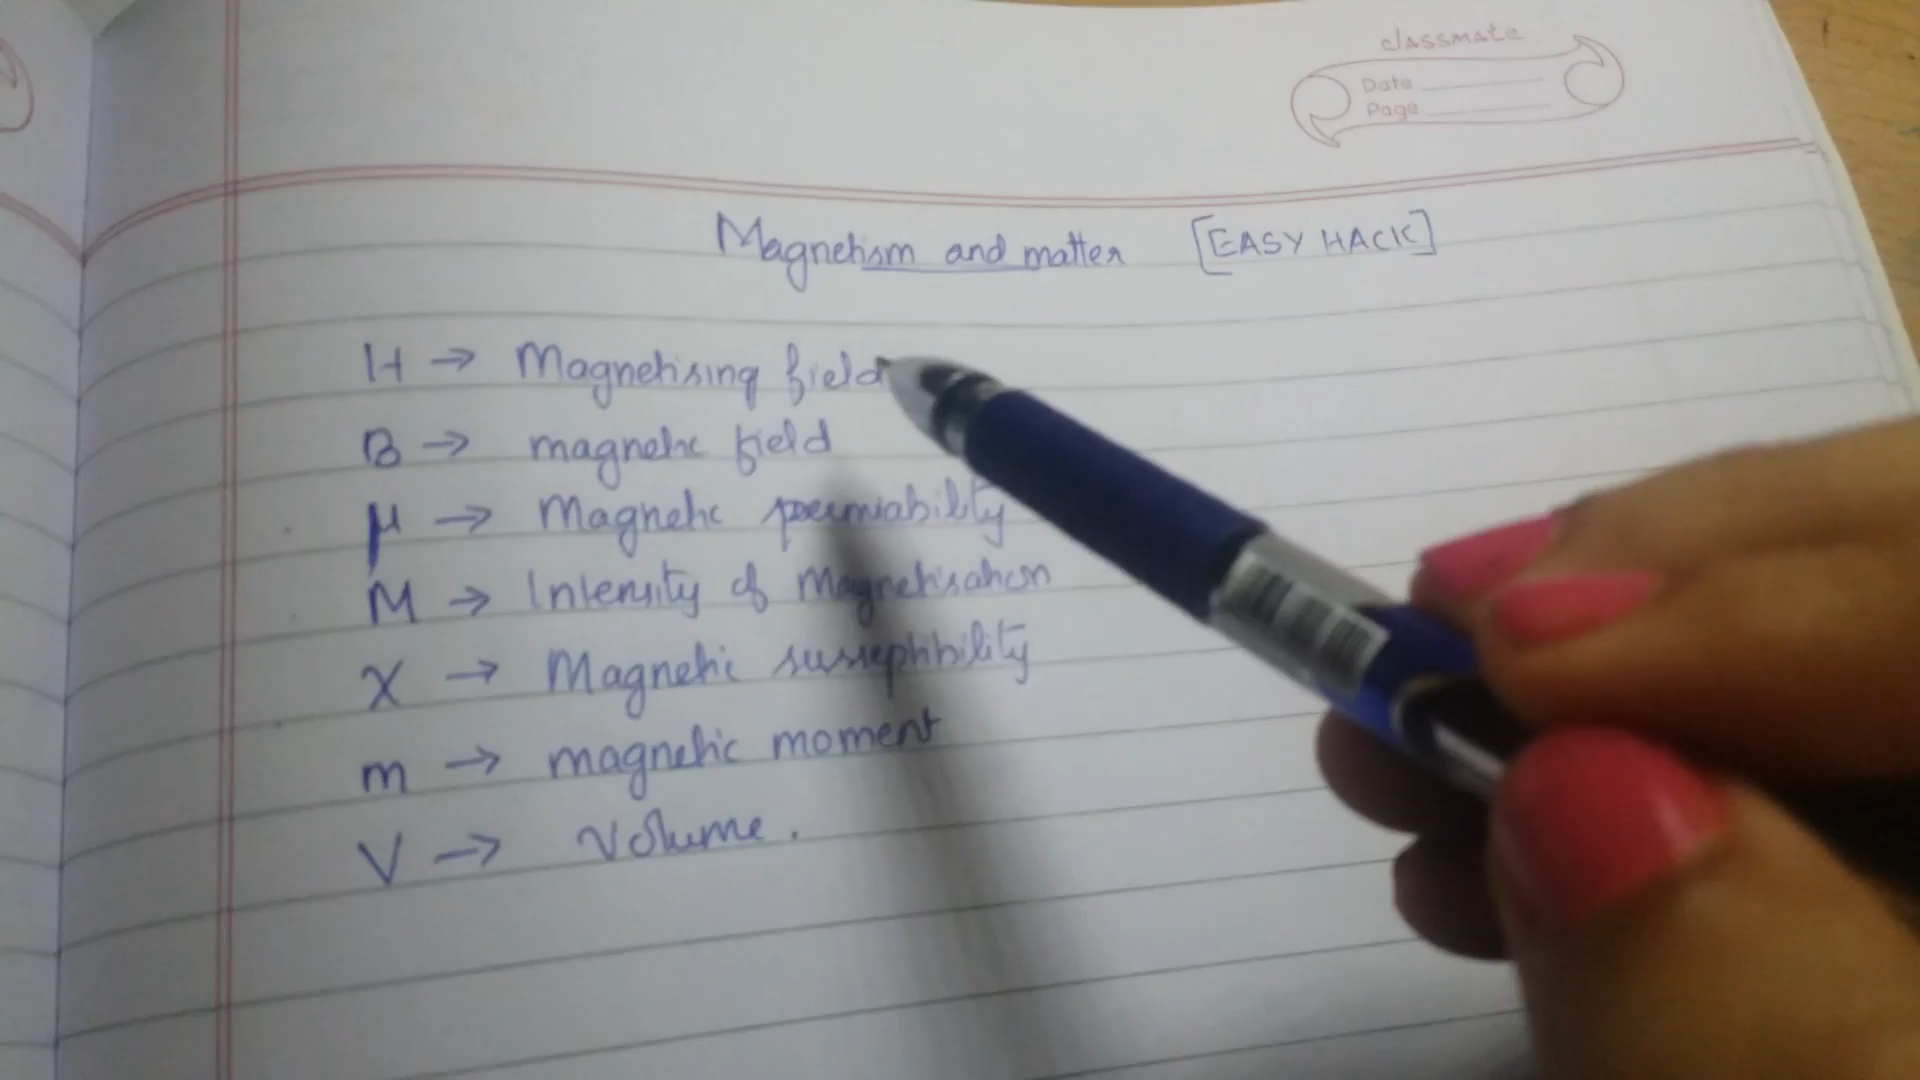 classmate
Date
Page
Magnetism and matter [EASY HACK]
H → Magnetising field
B → magnetic field
μ → Magnetic permiability
M → Intensity of Magnetisation
χ → Magnetic sussephbility
m → magnetic moment
V → Volume.